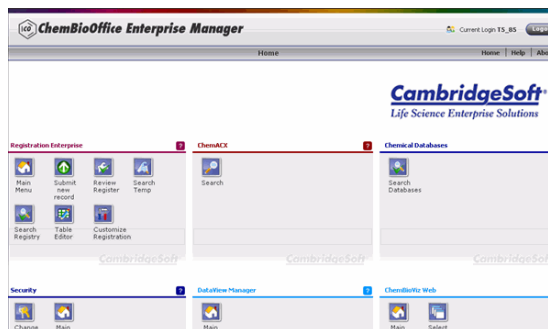 ico ChemBioOffice Enterprise Manager
Current Login TS_85
Home
Home | Help |
CambridgeSoft
Life Science Enterprise Solutions
Registration Enterprise ?
ChemACX ?
Chemical Databases
Main Menu
Submit new record
Review Register
Search Temp
Search
Search Databases
Search Registry
Table Editor
Customize Registration
CambridgeSoft
CambridgeSoft
CambridgeSoft
Security ?
DataView Manager ?
ChemBioViz Web
Change
Main
Main
Main
Select